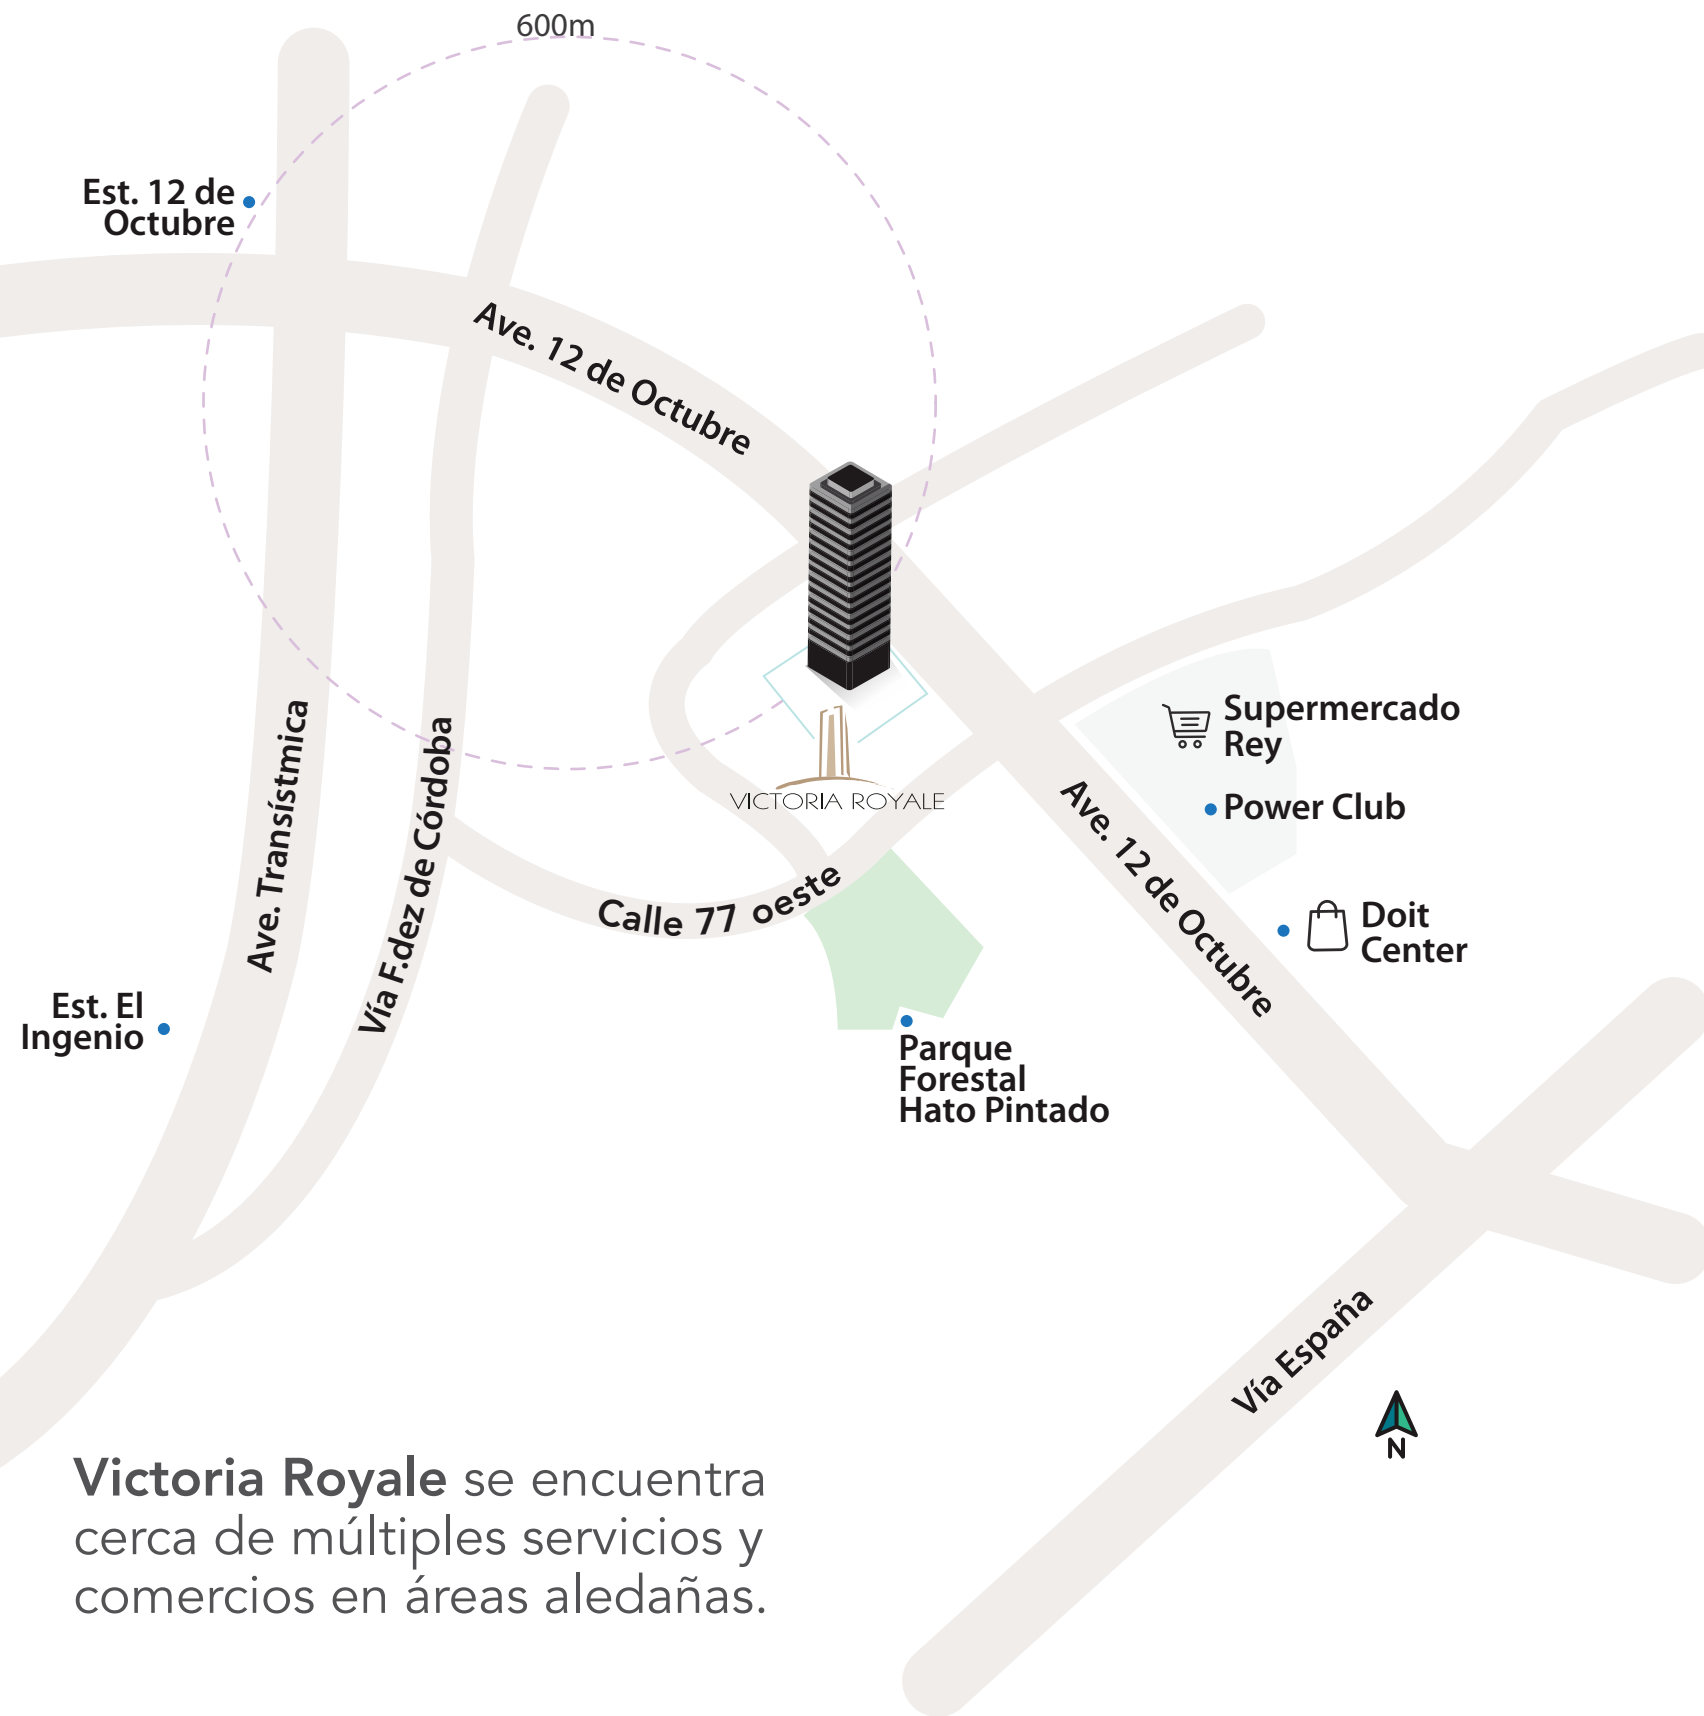 600m
Est. 12 de
Octubre
Ave. 12 de Octubre
Supermercado
Rey
Ave. Transístmica
Vía F.dez de Córdoba
VICTORIA ROYALE
Power Club
Ave. 12 de Octubre
Calle 77 oeste
Doit
Center
Est. El
Ingenio
Parque
Forestal
Hato Pintado
Vía España
N
Victoria Royale se encuentra
cerca de múltiples servicios y
comercios en áreas aledañas.